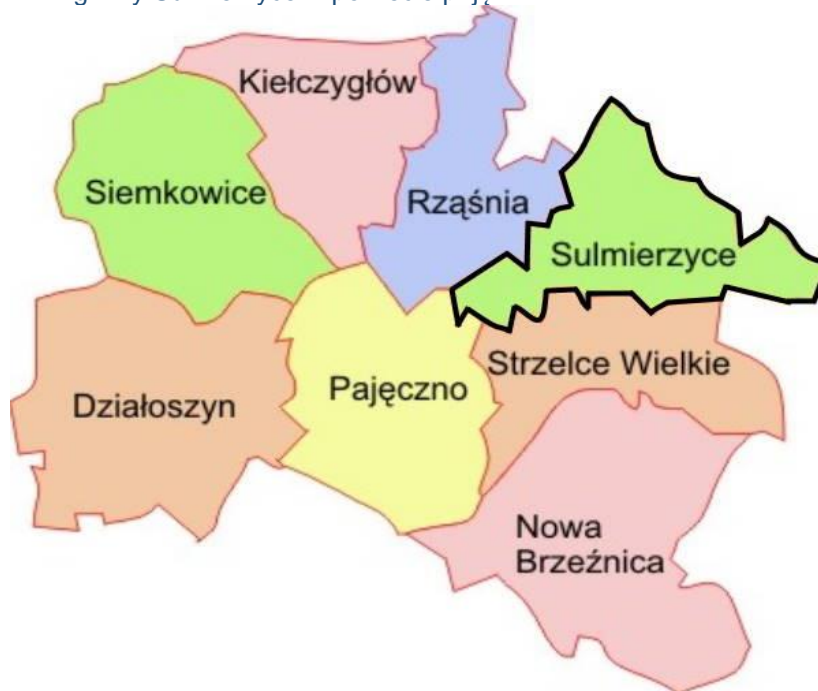 Kiełczygłów
Siemkowice
Rząśnia
Sulmierzyce
Strzelce Wielkie
Pajęczno
Działoszyn
Nowa
Brzeźnica